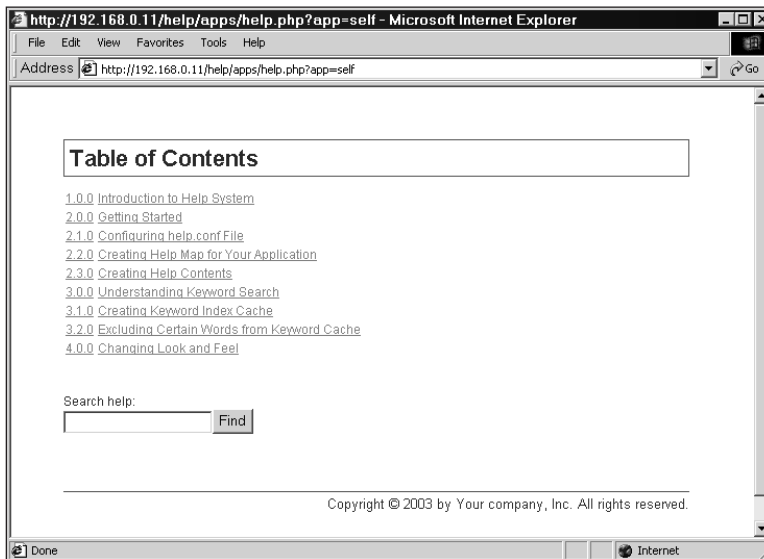 http://192.168.0.11/help/apps/help.php?app=self - Microsoft Internet Explorer
File Edit View Favorites Tools Help
Address http://192.168.0.11/help/apps/help.php?app=self Go
Table of Contents
1.0.0 Introduction to Help System
2.0.0 Getting Started
2.1.0 Configuring help.conf File
2.2.0 Creating Help Map for Your Application
2.3.0 Creating Help Contents
3.0.0 Understanding Keyword Search
3.1.0 Creating Keyword Index Cache
3.2.0 Excluding Certain Words from Keyword Cache
4.0.0 Changing Look and Feel
Search help:
Find
Copyright © 2003 by Your company, Inc. All rights reserved.
Done Internet